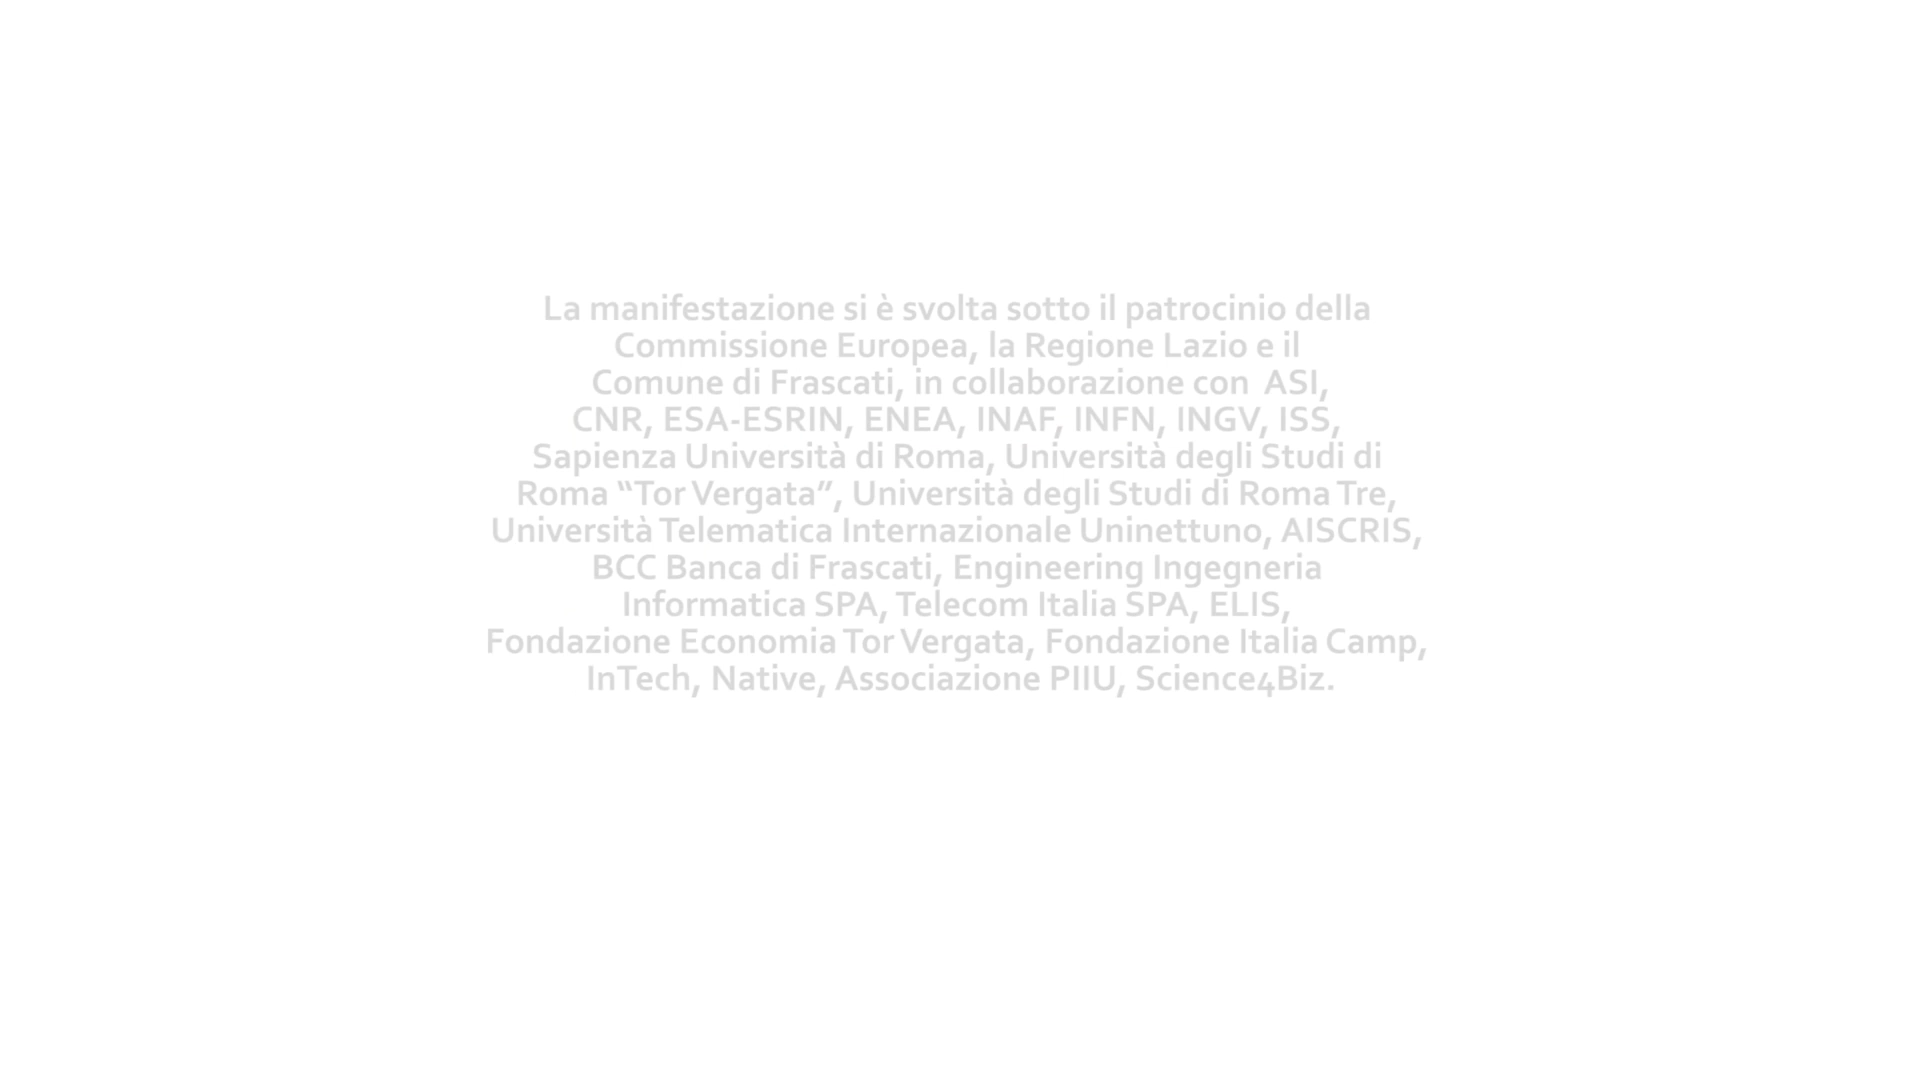 La manifestazione si è svolta sotto il patrocinio della
Commissione Europea, la Regione Lazio e il
Comune di Frascati, in collaborazione con  ASI,
CNR, ESA-ESRIN, ENEA, INAF, INFN, INGV, ISS,
Sapienza Università di Roma, Università degli Studi di
Roma “Tor Vergata”, Università degli Studi di Roma Tre,
Università Telematica Internazionale Uninettuno, AISCRIS,
BCC Banca di Frascati, Engineering Ingegneria
Informatica SPA, Telecom Italia SPA, ELIS,
Fondazione Economia Tor Vergata, Fondazione Italia Camp,
InTech, Native, Associazione PIIU, Science4Biz.